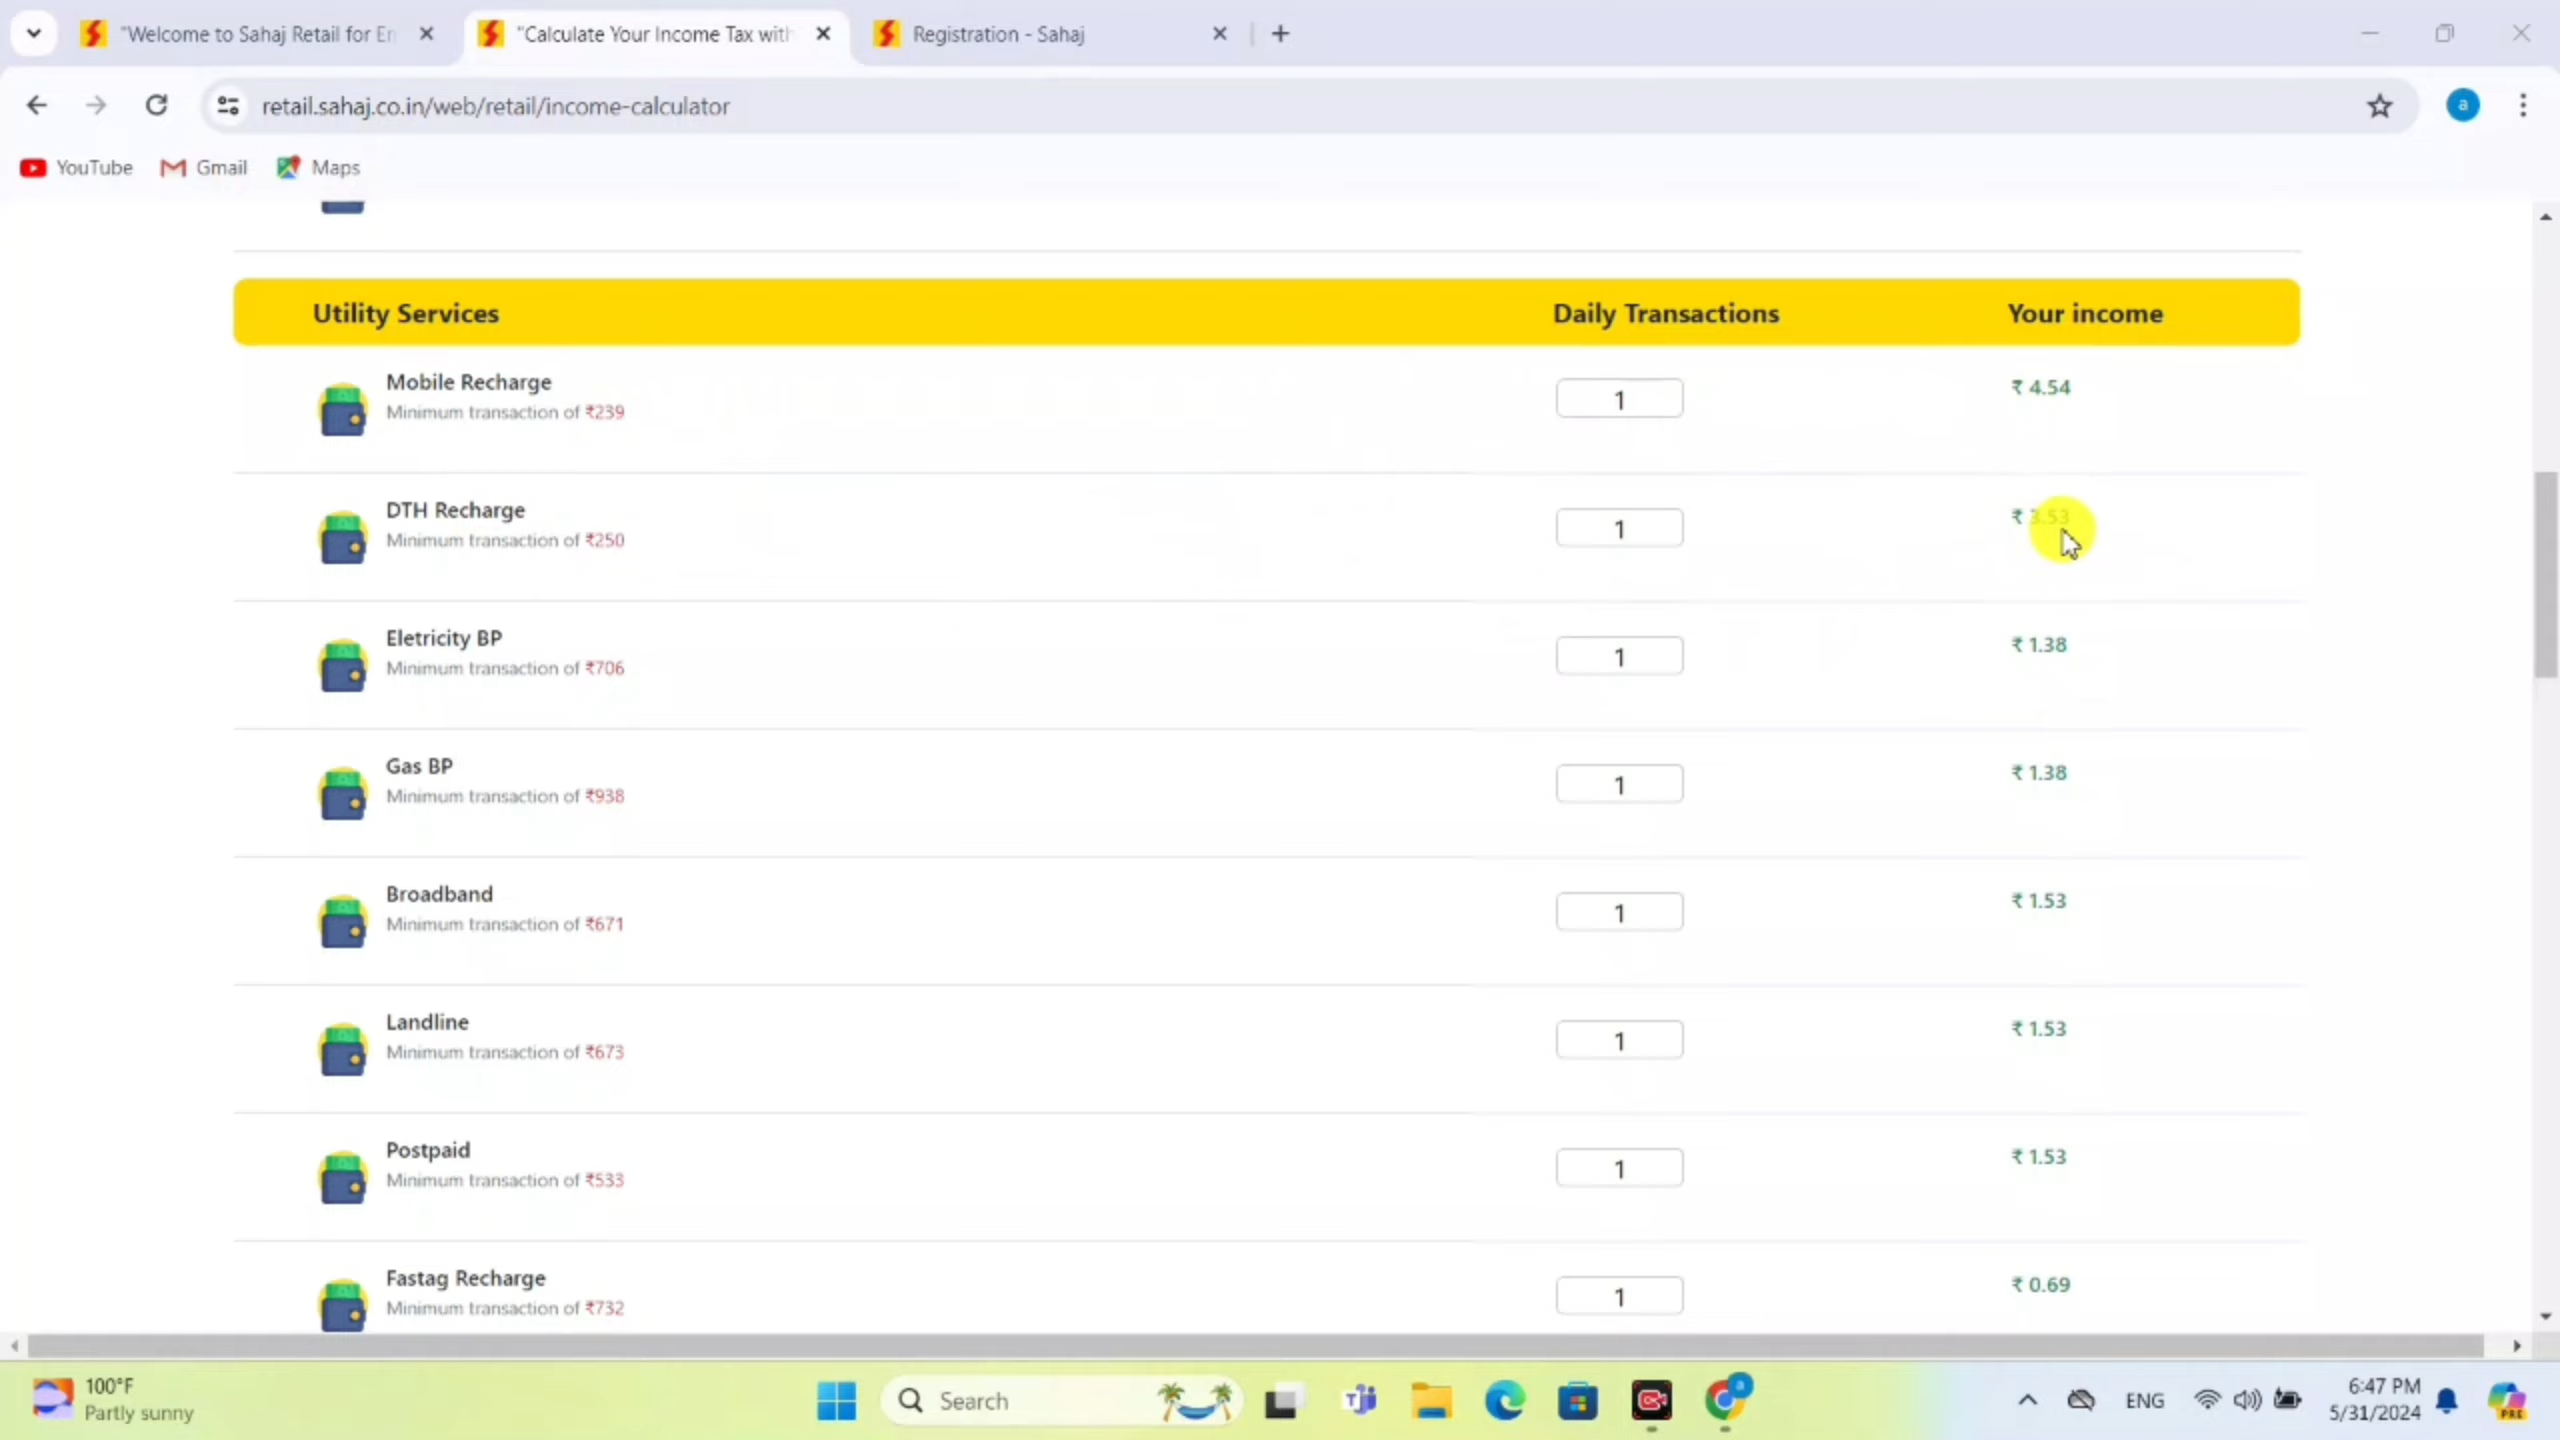 "Welcome to Sahaj Retail for En
"Calculate Your Income Tax with
Registration - Sahaj
retail.sahaj.co.in/web/retail/income-calculator
a
YouTube
Gmail
Maps
Utility Services Daily Transactions Your income
Mobile Recharge
Minimum transaction of ₹239
1
₹ 4.54
DTH Recharge
Minimum transaction of ₹250
1
₹ 3.53
Eletricity BP
Minimum transaction of ₹706
1
₹ 1.38
Gas BP
Minimum transaction of ₹938
1
₹ 1.38
Broadband
Minimum transaction of ₹671
1
₹ 1.53
Landline
Minimum transaction of ₹673
1
₹ 1.53
Postpaid
Minimum transaction of ₹533
1
₹ 1.53
Fastag Recharge
Minimum transaction of ₹732
1
₹ 0.69
100°F
Partly sunny
Search
a
ENG
6:47 PM
5/31/2024
PRE